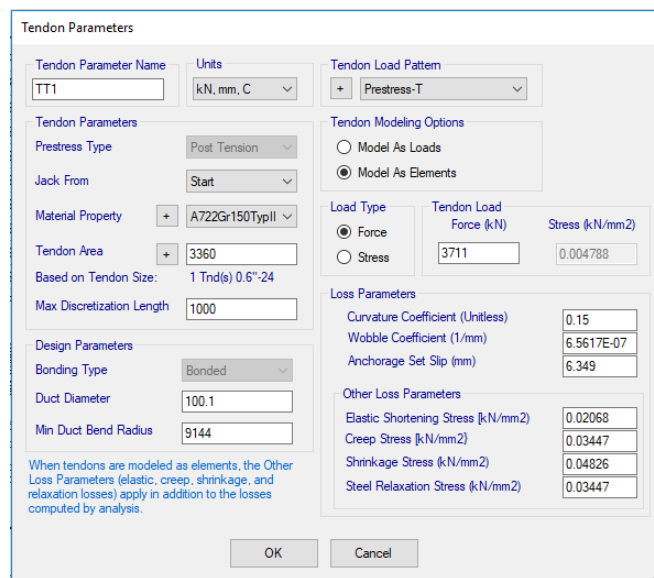 Tendon Parameters
Tendon Parameter Name
TT1
Units
kN, mm, C
Tendon Load Pattern
+ Prestress-T
Tendon Parameters
Prestress Type Post Tension
Jack From Start
Material Property + A722Gr150TypII
Tendon Area + 3360
Based on Tendon Size: 1 Tnd(s) 0.6"-24
Max Discretization Length 1000
Tendon Modeling Options
Model As Loads
Model As Elements
Load Type
Force
Stress
Tendon Load
Force (kN) Stress (kN/mm2)
3711 0.004788
Design Parameters
Bonding Type Bonded
Duct Diameter 100.1
Min Duct Bend Radius 9144
Loss Parameters
Curvature Coefficient (Unitless) 0.15
Wobble Coefficient (1/mm) 6.5617E-07
Anchorage Set Slip (mm) 6.349
Other Loss Parameters
Elastic Shortening Stress [kN/mm2) 0.02068
Creep Stress [kN/mm2} 0.03447
Shrinkage Stress (kN/mm2) 0.04826
Steel Relaxation Stress (kN/mm2) 0.03447
When tendons are modeled as elements, the Other
Loss Parameters (elastic, creep, shrinkage, and
relaxation losses) apply in addition to the losses
computed by analysis.
OK Cancel